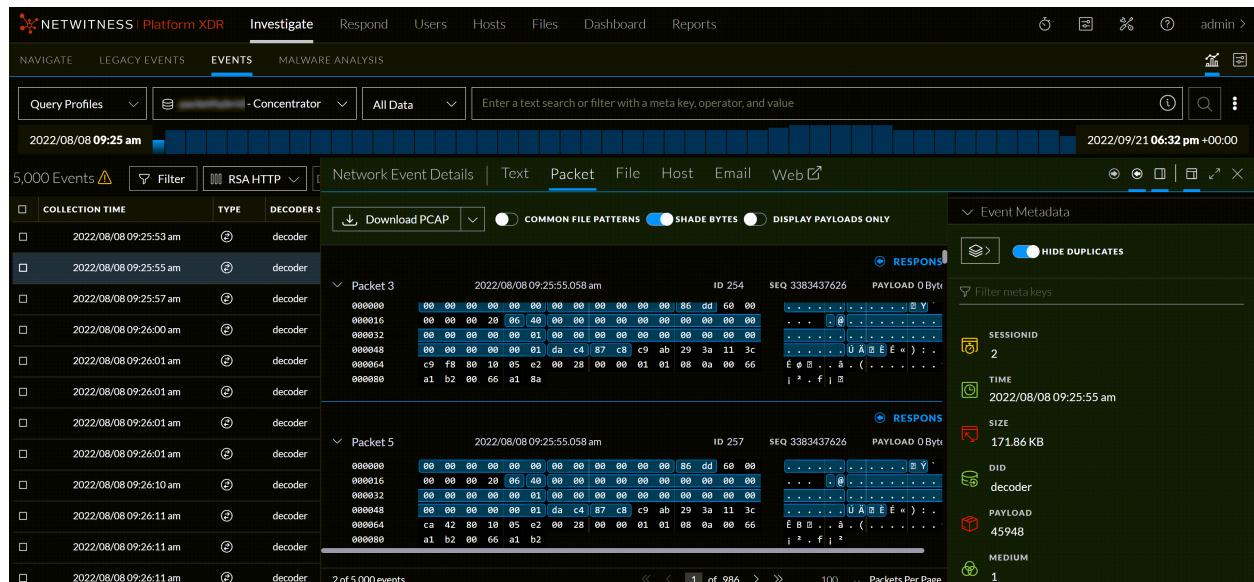 NETWITNESS Platform XDR Investigate Respond Users Hosts Files Dashboard Reports admin >
NAVIGATE LEGACY EVENTS EVENTS MALWARE ANALYSIS
Query Profiles - Concentrator All Data Enter a text search or filter with a meta key, operator, and value
2022/08/08 09:25 am 2022/09/21 06:32 pm +00:00
5,000 Events Filter RSA HTTP
COLLECTION TIME TYPE DECODER S
2022/08/08 09:25:53 am decoder
2022/08/08 09:25:55 am decoder
2022/08/08 09:25:57 am decoder
2022/08/08 09:26:00 am decoder
2022/08/08 09:26:01 am decoder
2022/08/08 09:26:01 am decoder
2022/08/08 09:26:01 am decoder
2022/08/08 09:26:01 am decoder
2022/08/08 09:26:10 am decoder
2022/08/08 09:26:11 am decoder
2022/08/08 09:26:11 am decoder
2022/08/08 09:26:11 am decoder
Network Event Details Text Packet File Host Email Web
Download PCAP COMMON FILE PATTERNS SHADE BYTES DISPLAY PAYLOADS ONLY
RESPONS
Packet 3 2022/08/08 09:25:55.058 am ID 254 SEQ 3383437626 PAYLOAD 0 Byte
000000 00 00 00 00 00 00 00 00 00 00 00 00 86 dd 60 00
000016 00 00 00 20 06 40 00 00 00 00 00 00 00 00 00 00
000032 00 00 00 00 00 01 00 00 00 00 00 00 00 00 00 00
000048 00 00 00 00 00 01 da c4 87 c8 c9 ab 29 3a 11 3c
000064 c9 f8 80 10 05 e2 00 28 00 00 01 01 08 0a 00 66
000080 a1 b2 00 66 a1 8a
RESPONS
Packet 5 2022/08/08 09:25:55.058 am ID 257 SEQ 3383437626 PAYLOAD 0 Byte
000000 00 00 00 00 00 00 00 00 00 00 00 00 86 dd 60 00
000016 00 00 00 20 06 40 00 00 00 00 00 00 00 00 00 00
000032 00 00 00 00 00 01 00 00 00 00 00 00 00 00 00 00
000048 00 00 00 00 00 01 da c4 87 c8 c9 ab 29 3a 11 3c
000064 ca 42 80 10 05 e2 00 28 00 00 01 01 08 0a 00 66
000080 a1 b2 00 66 a1 b2
2 of 5,000 events 1 of 986 100 Packets Per Page
Event Metadata
HIDE DUPLICATES
Filter meta keys
SESSIONID
2
TIME
2022/08/08 09:25:55 am
SIZE
171.86 KB
DID
decoder
PAYLOAD
45948
MEDIUM
1